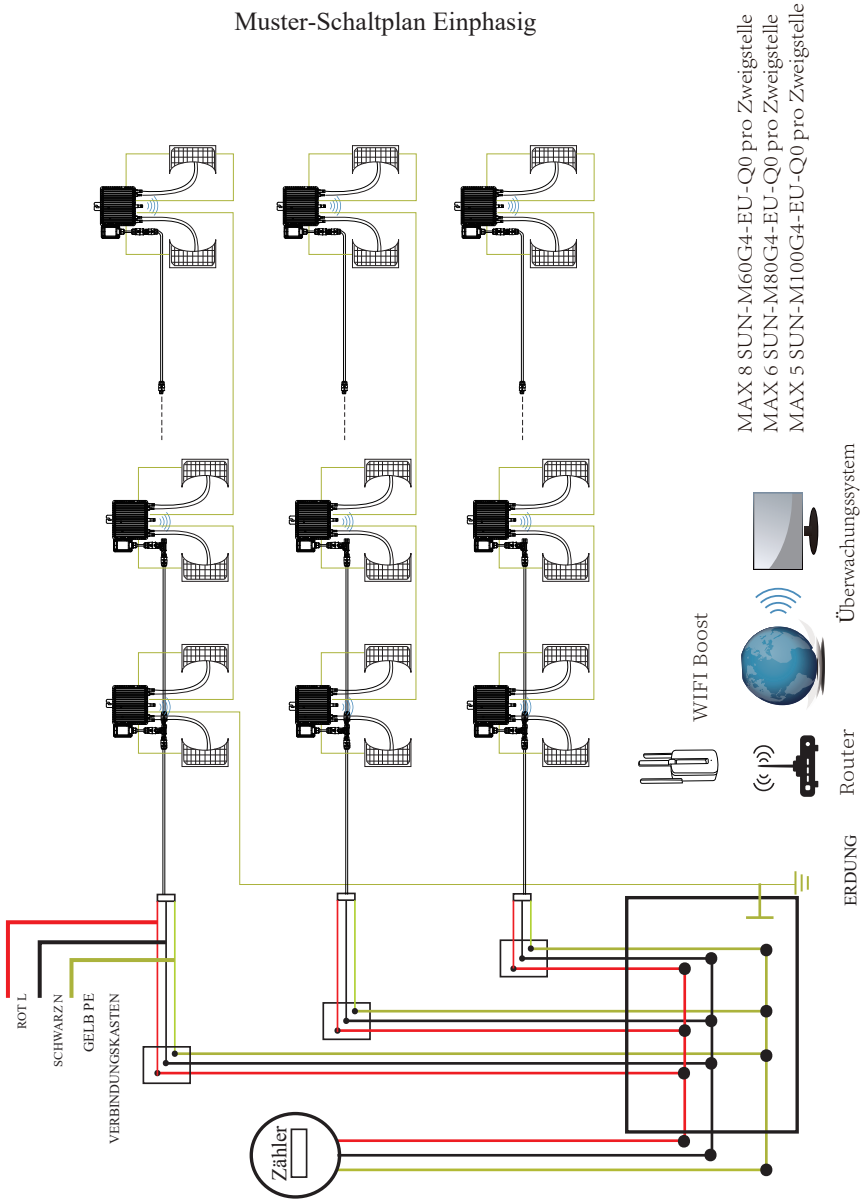 Muster-Schaltplan Einphasig
MAX 8 SUN-M60G4-EU-Q0 pro Zweigstelle
MAX 6 SUN-M80G4-EU-Q0 pro Zweigstelle
MAX 5 SUN-M100G4-EU-Q0 pro Zweigstelle
WIFI Boost
Überwachungssystem
Router
ERDUNG
ROT L
SCHWARZ N
GELB PE
VERBINDUNGSKASTEN
Zähler